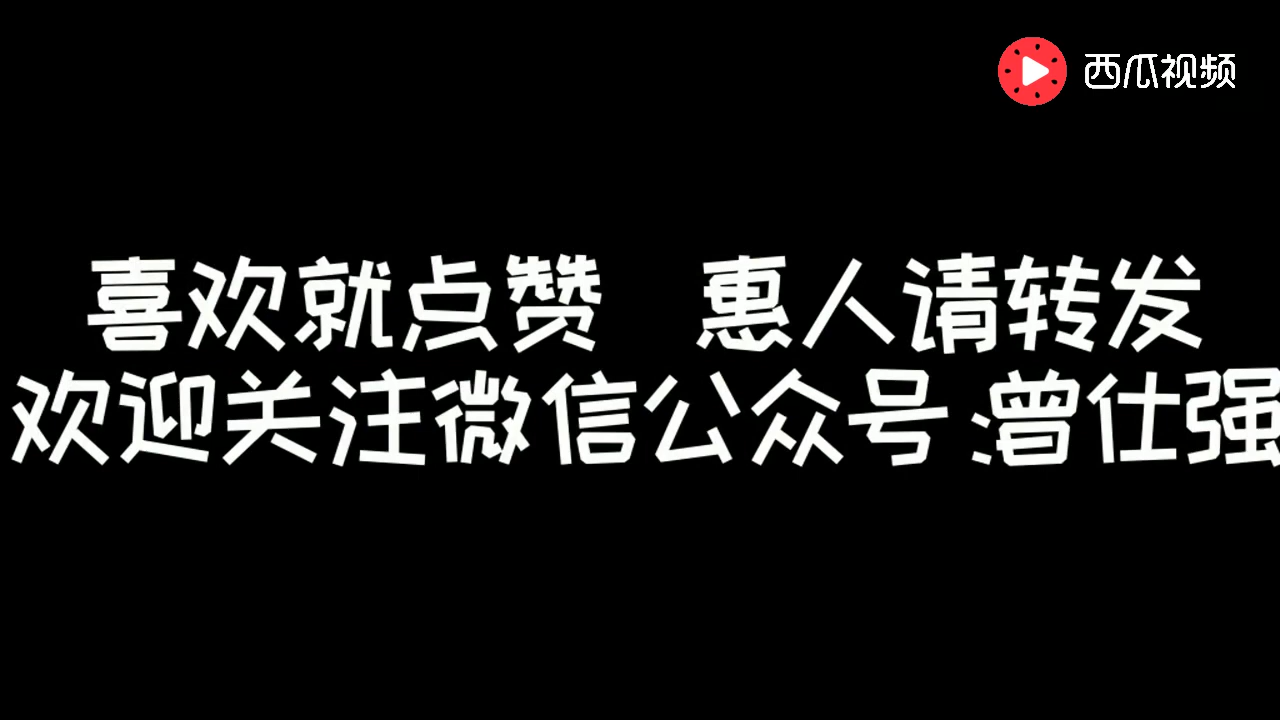 西瓜视频
喜欢就点赞 惠人请转发
欢迎关注微信公众号:曾仕强